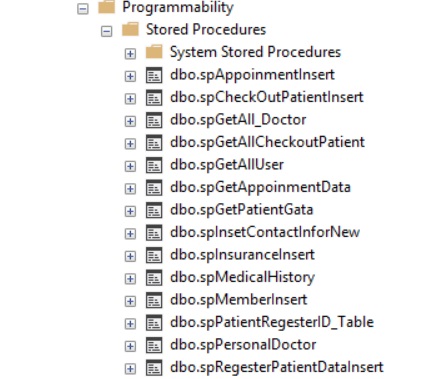 Programmability
Stored Procedures
System Stored Procedures
dbo.spAppoinmentInsert
dbo.spCheckOutPatientInsert
dbo.spGetAll_Doctor
dbo.spGetAllCheckoutPatient
dbo.spGetAllUser
dbo.spGetAppoinmentData
dbo.spGetPatientGata
dbo.spInsetContactInforNew
dbo.spInsuranceInsert
dbo.spMedicalHistory
dbo.spMemberInsert
dbo.spPatientRegesterID_Table
dbo.spPersonalDoctor
dbo.spRegesterPatientDataInsert